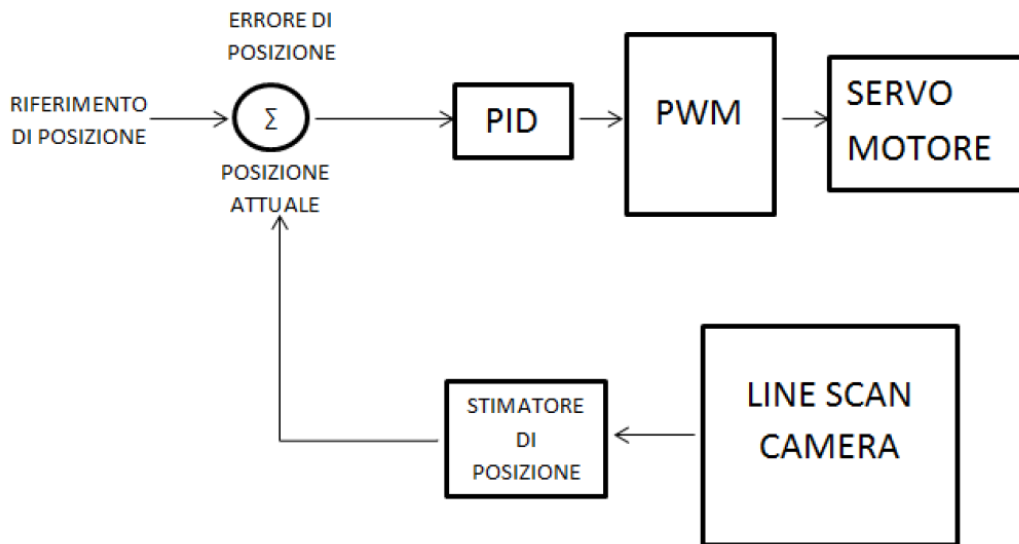 ERRORE DI
POSIZIONE
RIFERIMENTO
DI POSIZIONE
Σ
PID
PWM
SERVO
MOTORE
POSIZIONE
ATTUALE
STIMATORE
DI
POSIZIONE
LINE SCAN
CAMERA